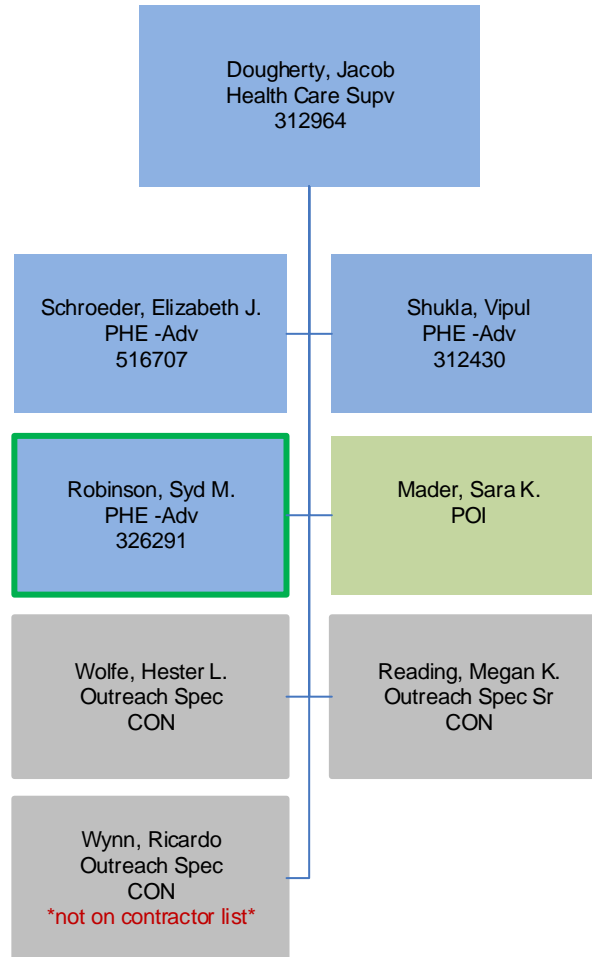 Dougherty, Jacob
Health Care Supv
312964
Schroeder, Elizabeth J.
PHE -Adv
516707
Shukla, Vipul
PHE -Adv
312430
Robinson, Syd M.
PHE -Adv
326291
Mader, Sara K.
POI
Wolfe, Hester L.
Outreach Spec
CON
Reading, Megan K.
Outreach Spec Sr
CON
Wynn, Ricardo
Outreach Spec
CON
*not on contractor list*